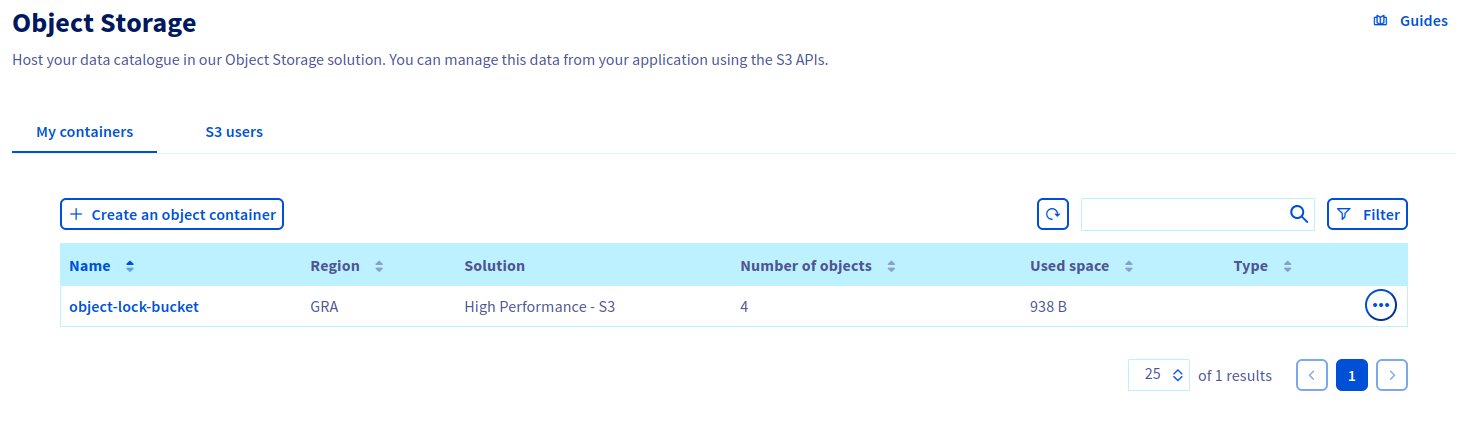 Object Storage
Guides
Host your data catalogue in our Object Storage solution. You can manage this data from your application using the S3 APIs.
My containers S3 users
Create an object container
Filter
Name Region Solution Number of objects Used space Type
object-lock-bucket GRA High Performance - S3 4 938 B
25 of 1 results 1